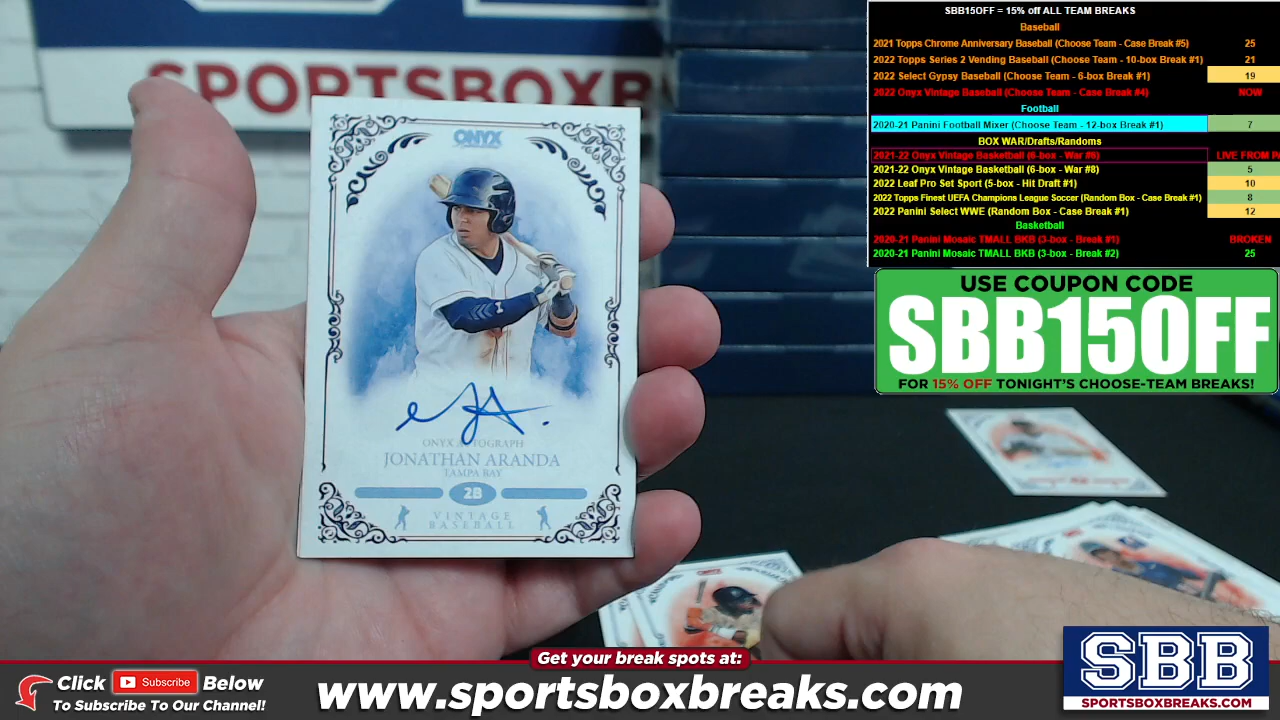 SPORTSBOXB
ONYX
ONYX AUTOGRAPH
JONATHAN ARANDA
TAMPA BAY
2B
VINTAGE
BASEBALL
SBB15OFF = 15% off ALL TEAM BREAKS
Baseball
2021 Topps Chrome Anniversary Baseball (Choose Team - Case Break #5) 25
2022 Topps Series 2 Vending Baseball (Choose Team - 10-box Break #1) 21
2022 Select Gypsy Baseball (Choose Team - 6-box Break #1) 19
2022 Onyx Vintage Baseball (Choose Team - Case Break #4) NOW
Football
2020-21 Panini Football Mixer (Choose Team - 12-box Break #1) 7
BOX WAR/Drafts/Randoms
2021-22 Onyx Vintage Basketball (6-box - War LIVE FROM P
2021-22 Onyx Vintage Basketball (6-box - War #8) 5
2022 Leaf Pro Set Sport (5-box - Hit Draft #1) 10
2022 Topps Finest UEFA Champions League Soccer (Random Box - Case Break #1) 8
2022 Panini Select WWE (Random Box - Case Break #1) 12
Basketball
2020-21 Panini Mosaic TMALL BKB (3-box - Break #1) BROKEN
2020-21 Panini Mosaic TMALL BKB (3-box - Break #2) 25
USE COUPON CODE
SBB15OFF
FOR 15% OFF TONIGHT'S CHOOSE-TEAM BREAKS!
Get your break spots at:
Click Subscribe Below
To Subscribe To Our Channel!
www.sportsboxbreaks.com
SBB
SPORTSBOXBREAKS.COM